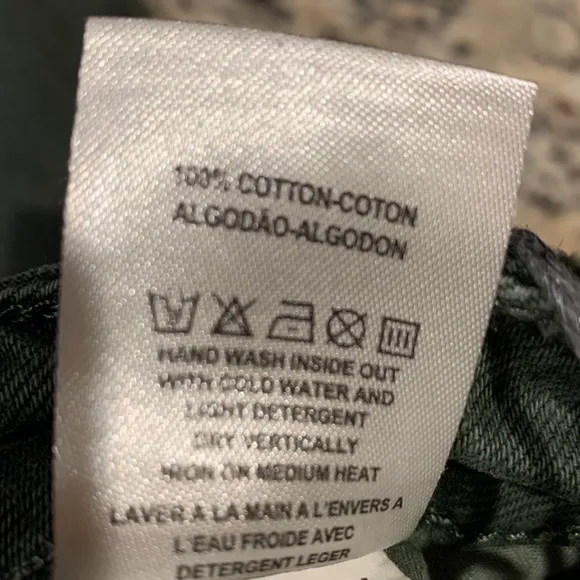 100% COTTON-COTON
ALGODÃO-ALGODON
HAND WASH INSIDE OUT
WITH COLD WATER AND
LIGHT DETERGENT
DRY VERTICALLY
IRON ON MEDIUM HEAT
LAVER A LA MAIN A L'ENVERS A
L'EAU FROIDE AVEC
DETERGENT LEGER